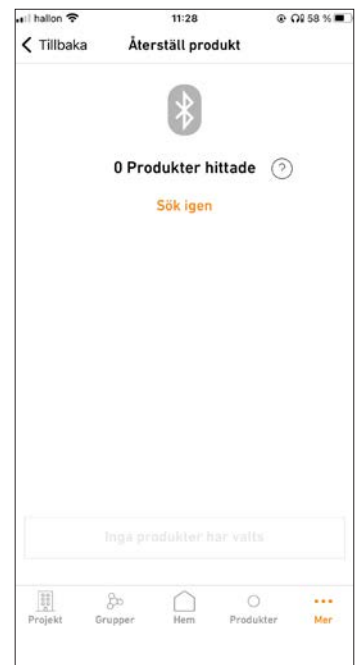 hallon 11:28 58 %
Tillbaka Återställ produkt
0 Produkter hittade ?
Sök igen
Inga produkter har valts
Projekt Grupper Hem Produkter Mer